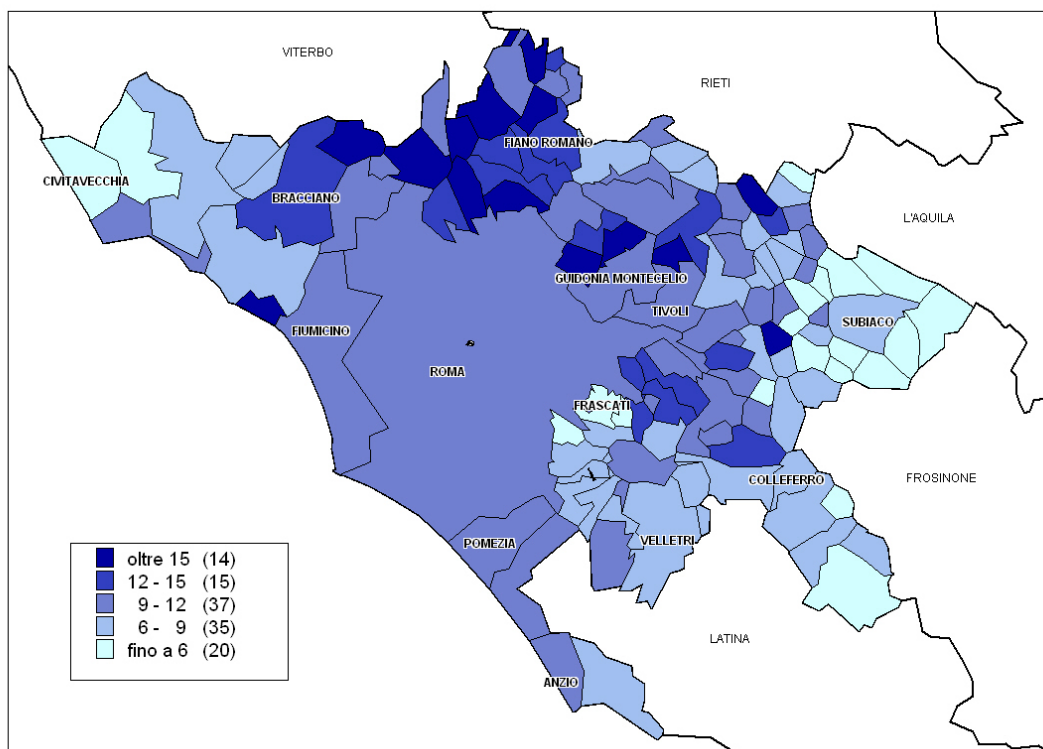 VITERBO
RIETI
FIANO ROMANO
CIVITAVECCHIA
BRACCIANO
L'AQUILA
GUIDONIA MONTECELIO
TIVOLI
SUBIACO
FIUMICINO
ROMA
FRASCATI
COLLEFERRO
FROSINONE
POMEZIA
VELLETRI
oltre 15 (14)
12 - 15 (15)
9 - 12 (37)
6 - 9 (35)
fino a 6 (20)
LATINA
ANZIO